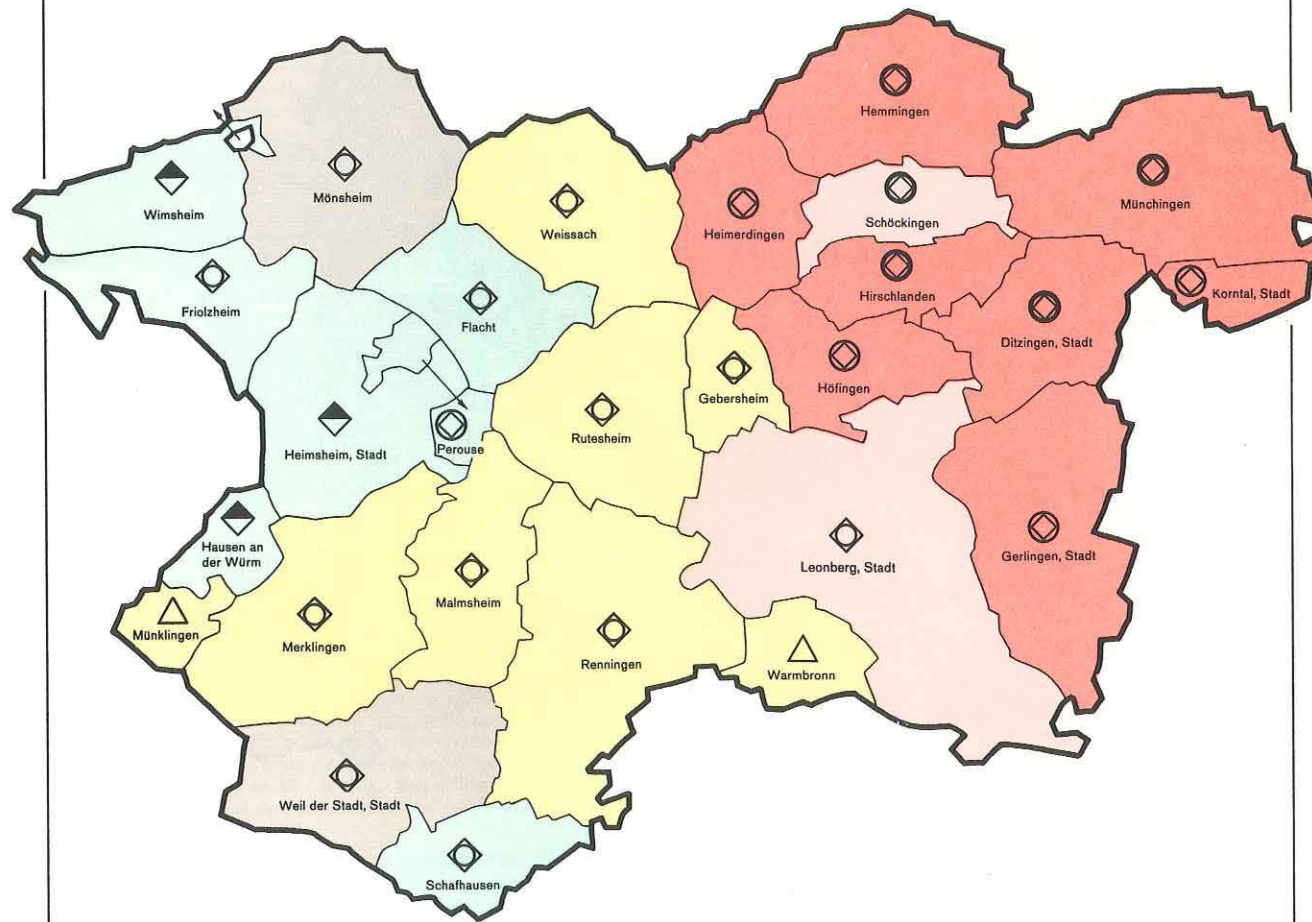 Hemmingen
Mönsheim
Wimsheim
Münchingen
Schöckingen
Heimerdingen
Weissach
Hirschlanden
Korntal, Stadt
Friolzheim
Flacht
Ditzingen, Stadt
Höfingen
Gebersheim
Rutesheim
Perouse
Heimsheim, Stadt
Hausen an
der Würm
Gerlingen, Stadt
Leonberg, Stadt
Malmsheim
Münklingen
Merklingen
Renningen
Warmbronn
Weil der Stadt, Stadt
Schafhausen